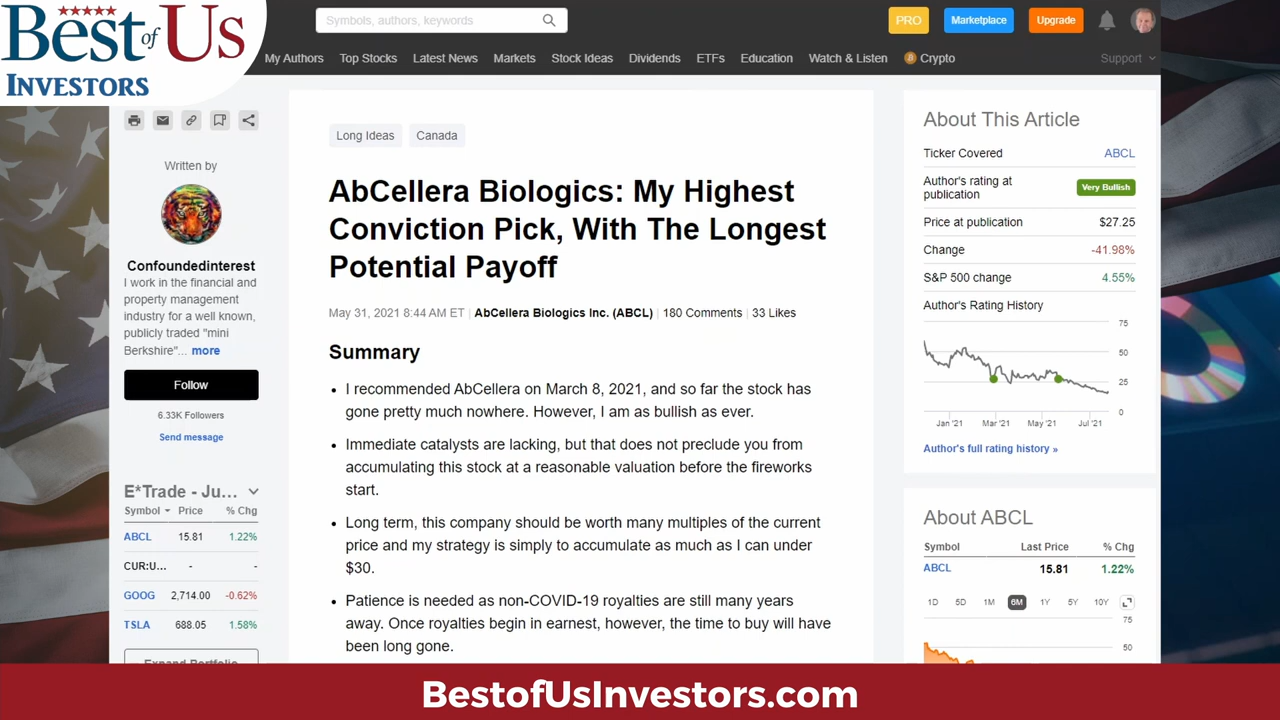 Best of Us
INVESTORS
Symbols, authors, keywords
PRO
Marketplace
Upgrade
My Authors
Top Stocks
Latest News
Markets
Stock Ideas
Dividends
ETFs
Education
Watch & Listen
Crypto
Support
Written by
Confoundedinterest
I work in the financial and
property management
industry for a well known,
publicly traded "mini
Berkshire"... more
Follow
6.33K Followers
Send message
E*Trade - Ju...
Symbol Price % Chg
ABCL 15.81 1.22%
CUR:U... - -
GOOG 2,714.00 -0.62%
TSLA 688.05 1.58%
Expand Portfolio
Long Ideas
Canada
AbCellera Biologics: My Highest
Conviction Pick, With The Longest
Potential Payoff
May 31, 2021 8:44 AM ET | AbCellera Biologics Inc. (ABCL) | 180 Comments | 33 Likes
Summary
• I recommended AbCellera on March 8, 2021, and so far the stock has
gone pretty much nowhere. However, I am as bullish as ever.
• Immediate catalysts are lacking, but that does not preclude you from
accumulating this stock at a reasonable valuation before the fireworks
start.
• Long term, this company should be worth many multiples of the current
price and my strategy is simply to accumulate as much as I can under
$30.
• Patience is needed as non-COVID-19 royalties are still many years
away. Once royalties begin in earnest, however, the time to buy will have
been long gone.
About This Article
Ticker Covered ABCL
Author's rating at
publication
Very Bullish
Price at publication $27.25
Change -41.98%
S&P 500 change 4.55%
Author's Rating History
75
50
25
0
Jan '21 Mar '21 May '21 Jul '21
Author's full rating history »
About ABCL
Symbol Last Price % Chg
ABCL 15.81 1.22%
1D 5D 1M 6M 1Y 5Y 10Y
75
50
BestofUsInvestors.com